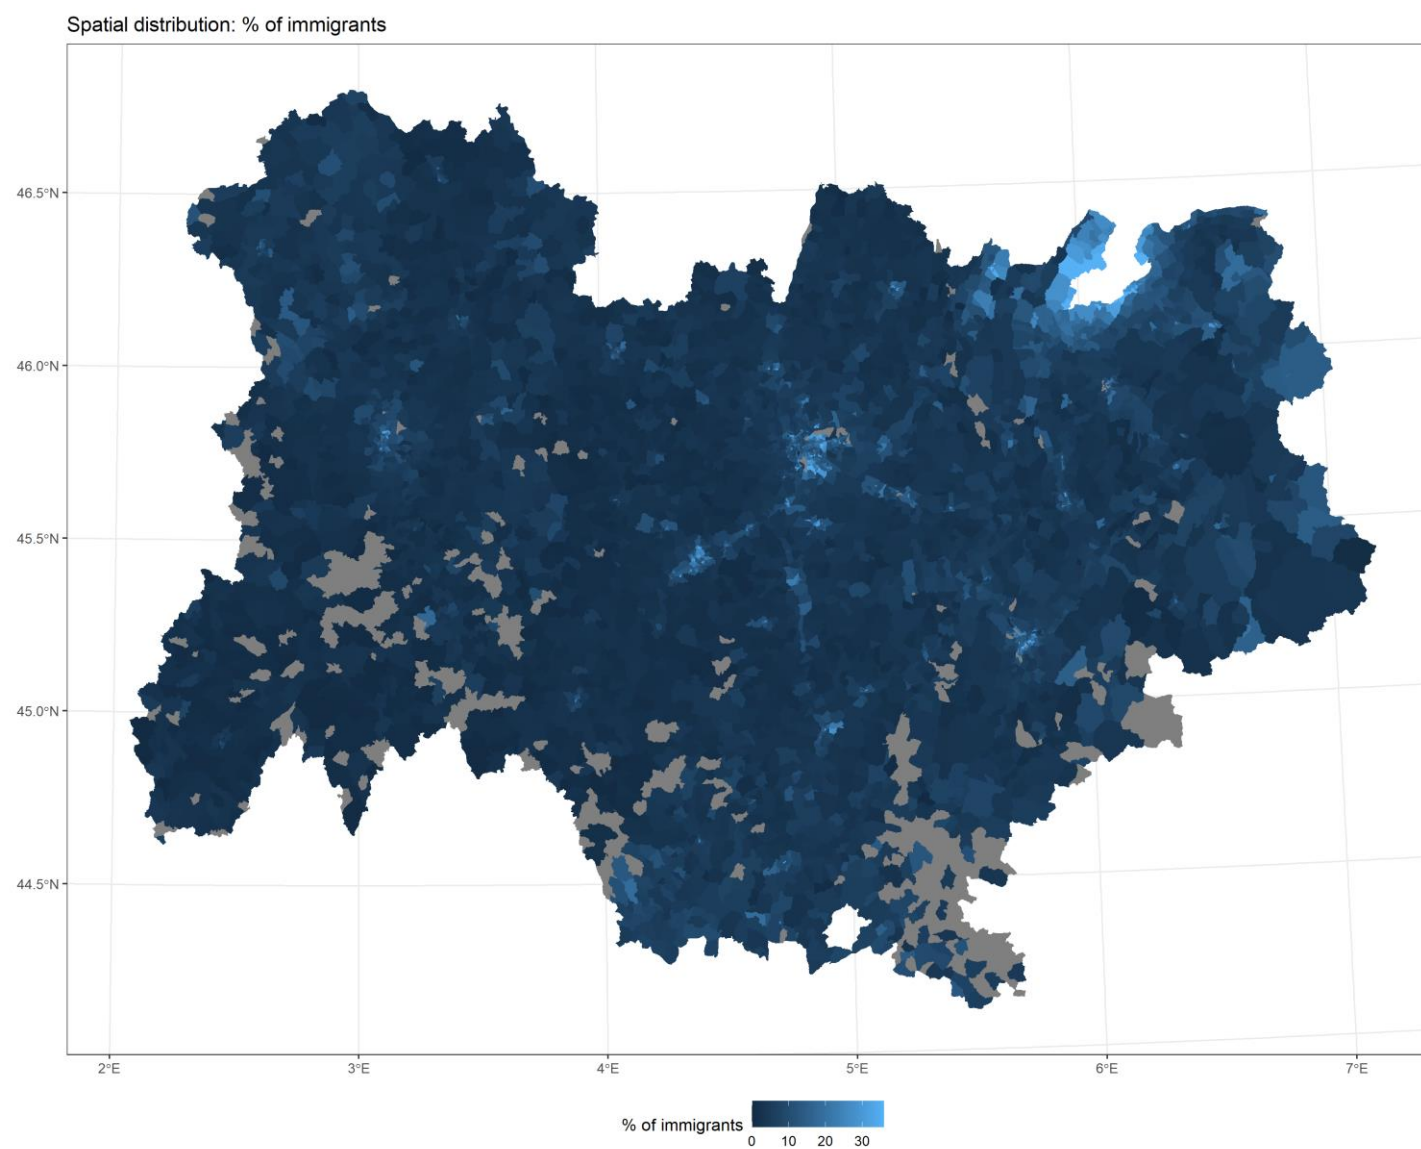 Spatial distribution: % of immigrants
46.5°N
46.0°N
45.5°N
45.0°N
44.5°N
2°E 3°E 4°E 5°E 6°E 7°E
% of immigrants
0 10 20 30